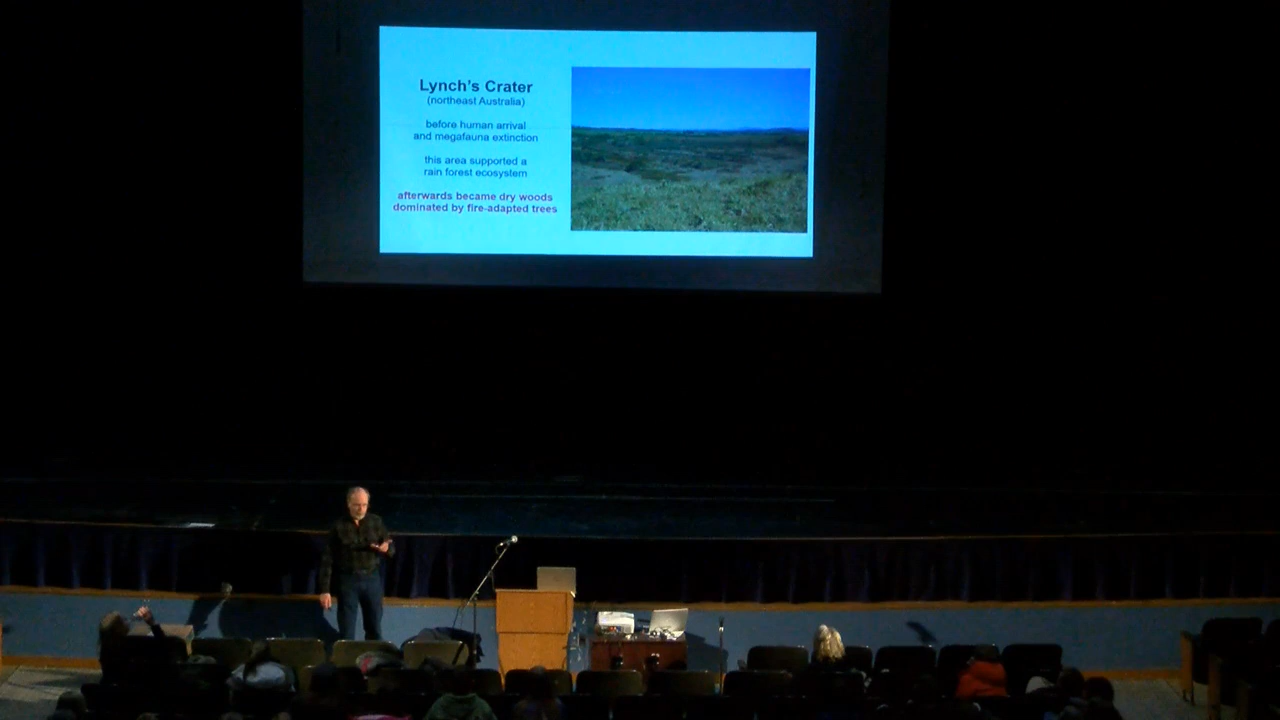 Lynch's Crater
(northeast Australia)
before human arrival
and megafauna extinction
this area supported a
rain forest ecosystem
afterwards became dry woods
dominated by fire-adapted trees